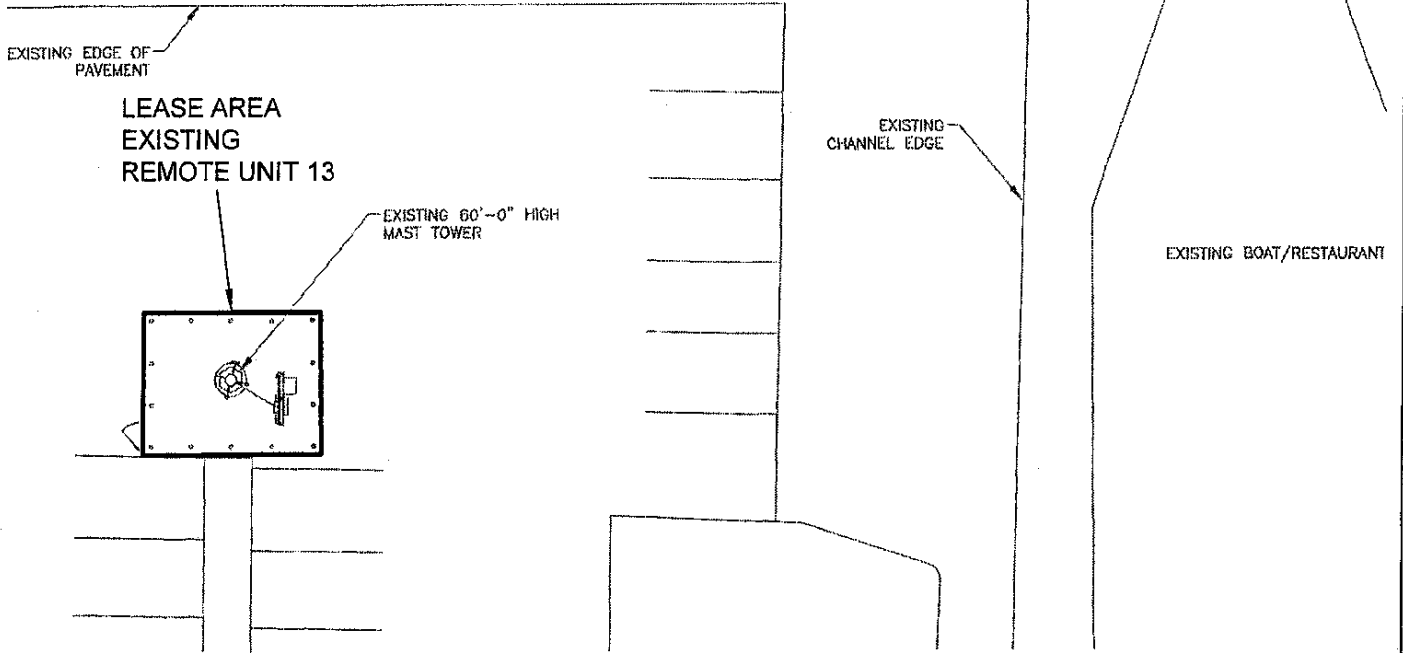 EXISTING EDGE OF
PAVEMENT
LEASE AREA
EXISTING
REMOTE UNIT 13
EXISTING 60'-0" HIGH
MAST TOWER
EXISTING
CHANNEL EDGE
EXISTING BOAT/RESTAURANT